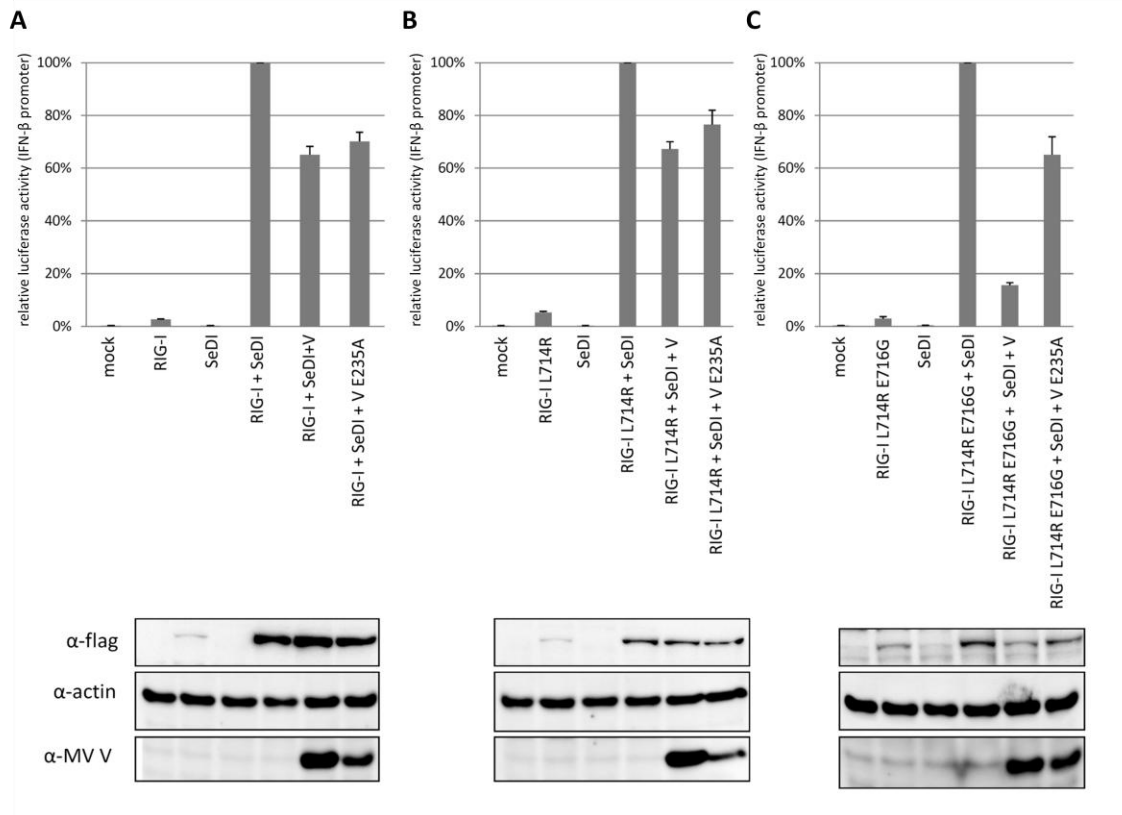 A
relative luciferase activity (IFN-β promoter)
100%
80%
60%
40%
20%
0%
mock
RIG-I
SeDI
RIG-I + SeDI
RIG-I + SeDI+V
RIG-I + SeDI + V E235A
B
relative luciferase activity (IFN-β promoter)
100%
80%
60%
40%
20%
0%
mock
RIG-I L714R
SeDI
RIG-I L714R + SeDI
RIG-I L714R + SeDI + V
RIG-I L714R + SeDI + V E235A
C
relative luciferase activity (IFN-β promoter)
100%
80%
60%
40%
20%
0%
mock
RIG-I L714R E716G
SeDI
RIG-I L714R E716G + SeDI
RIG-I L714R E716G + SeDI + V
RIG-I L714R E716G + SeDI + V E235A
α-flag
α-actin
α-MV V